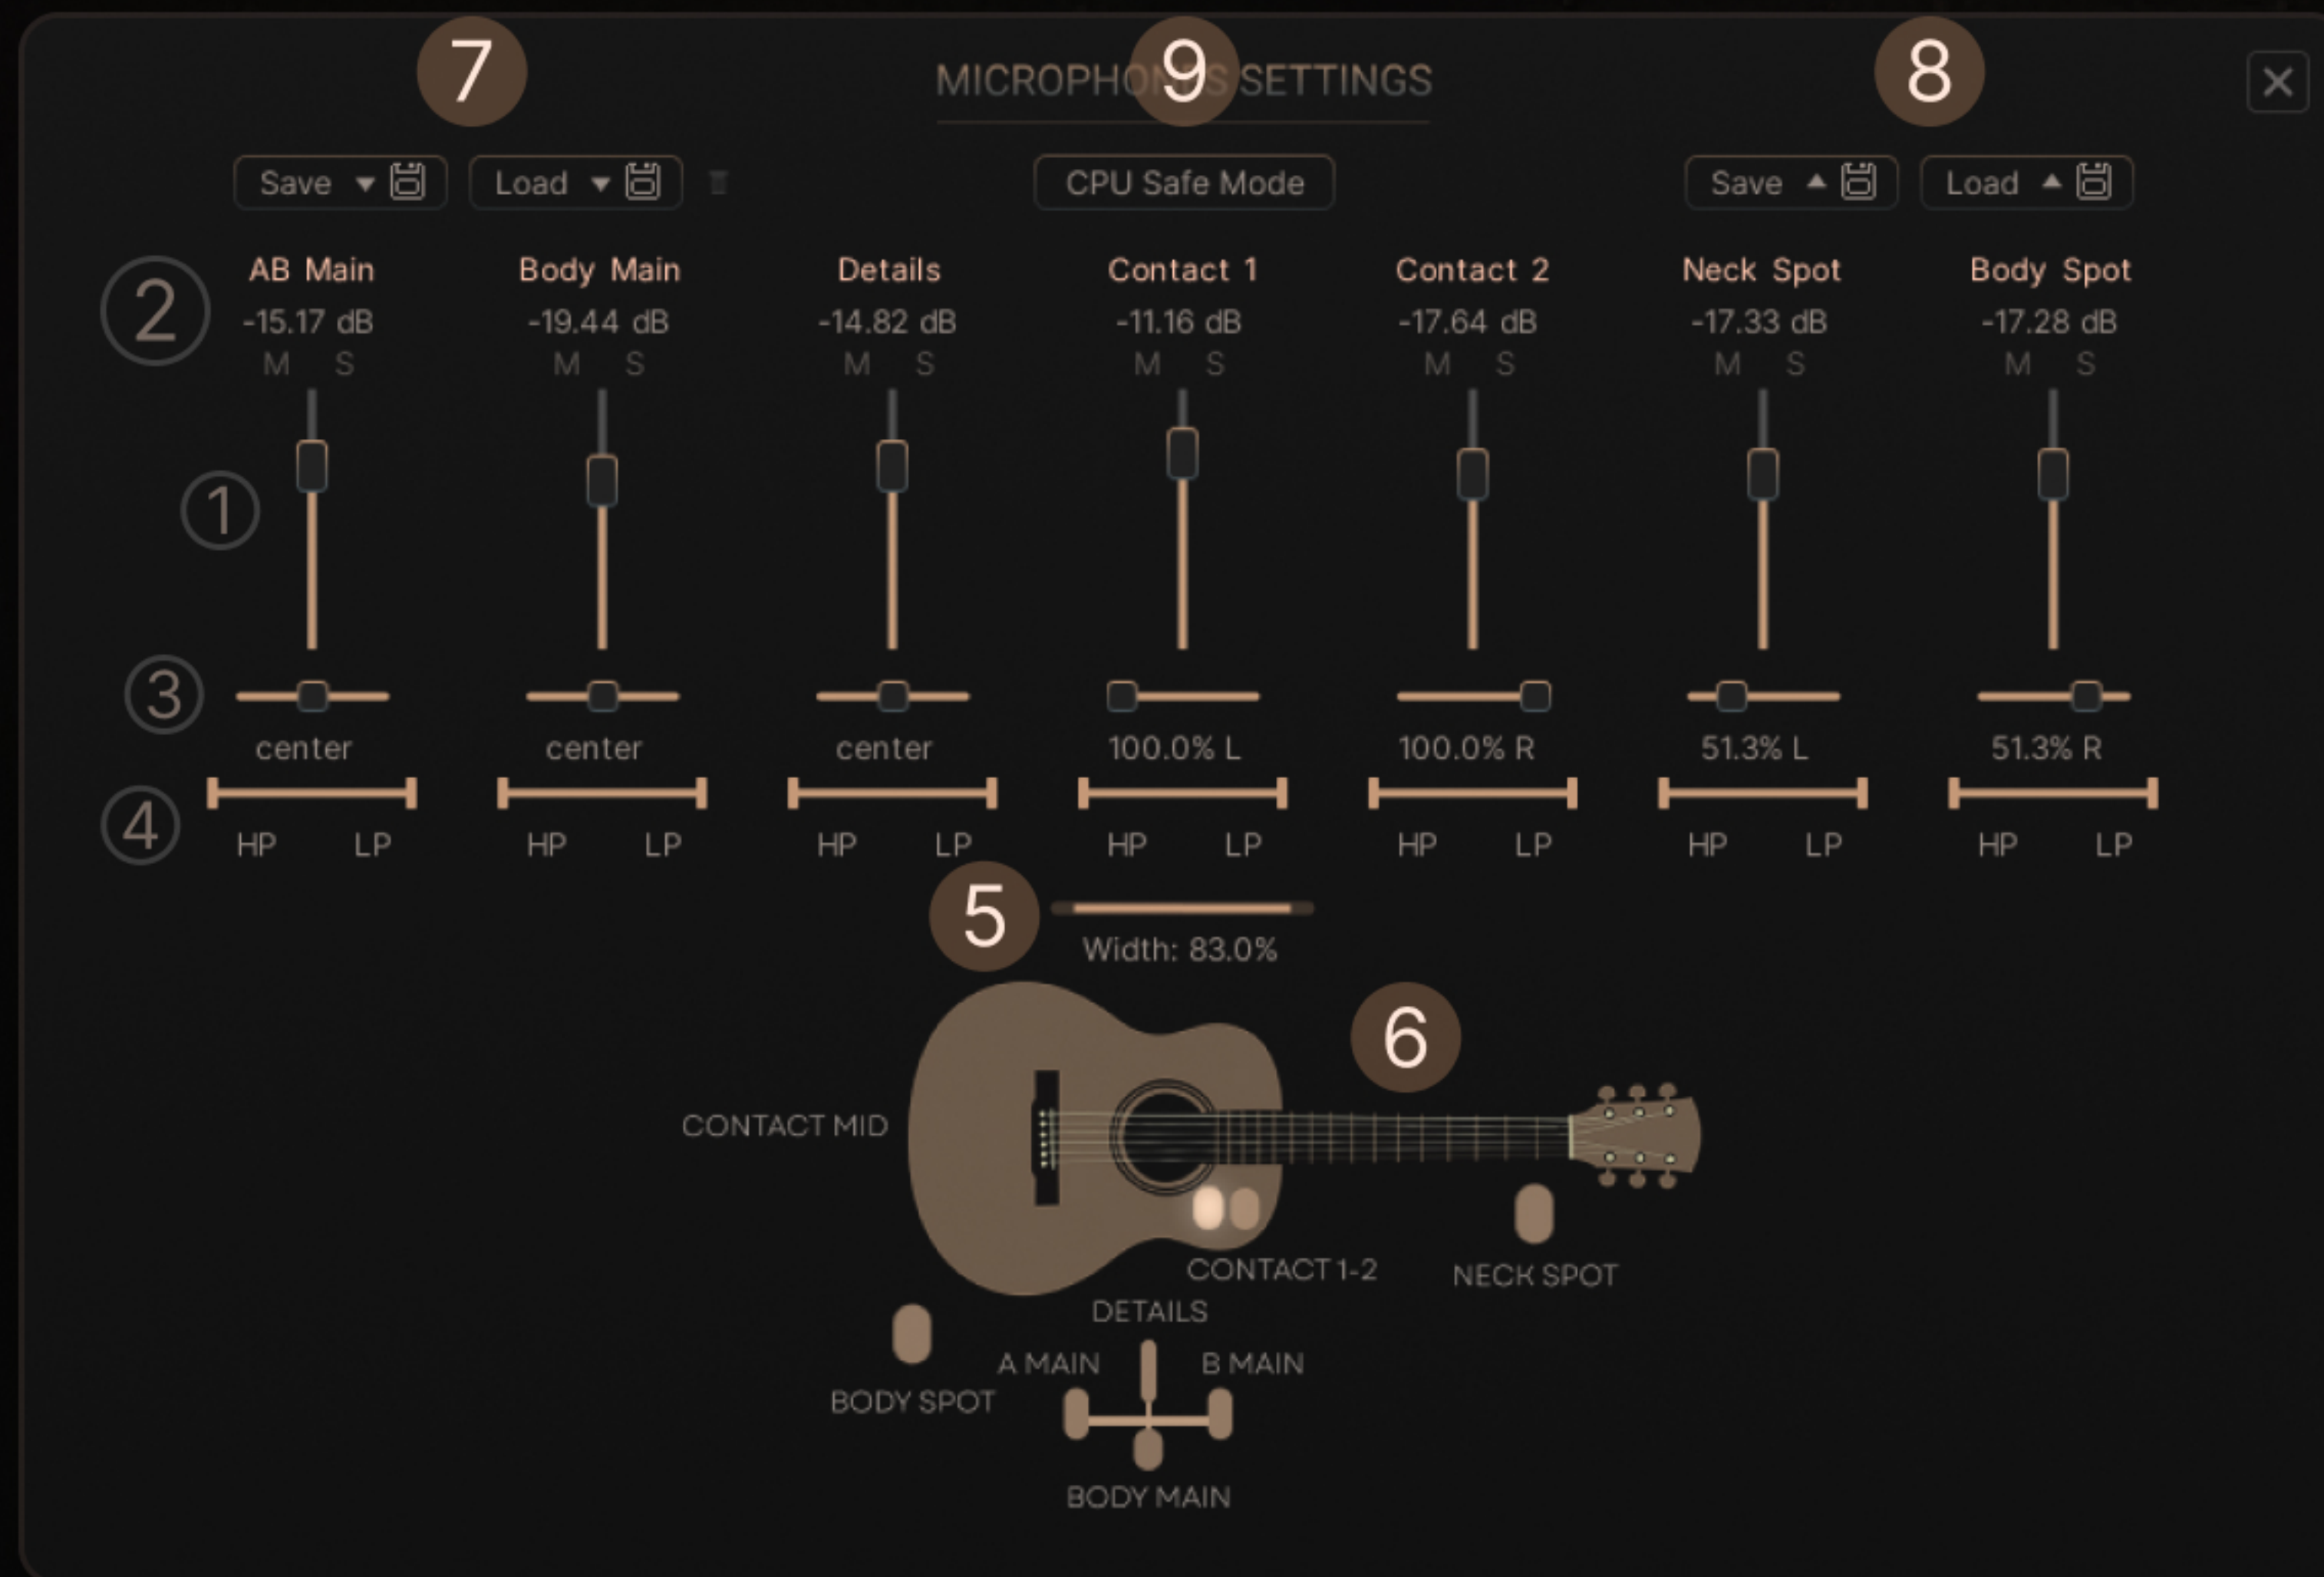 7 9 8
MICROPHONES SETTINGS
Save Load CPU Safe Mode Save Load
2 AB Main Body Main Details Contact 1 Contact 2 Neck Spot Body Spot
-15.17 dB -19.44 dB -14.82 dB -11.16 dB -17.64 dB -17.33 dB -17.28 dB
M S M S M S M S M S M S M S
1
3
center center center 100.0% L 100.0% R 51.3% L 51.3% R
4
HP LP HP LP HP LP HP LP HP LP HP LP HP LP
5
Width: 83.0%
6
CONTACT MID
CONTACT 1-2
NECK SPOT
DETAILS
A MAIN B MAIN
BODY SPOT
BODY MAIN